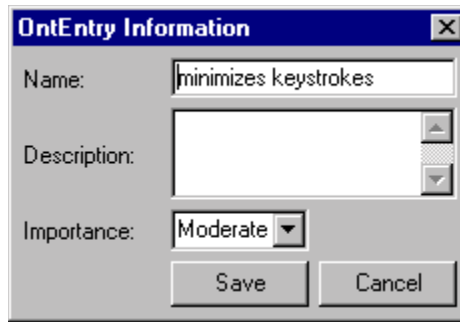 OntEntry Information
Name: minimizes keystrokes
Description:
Importance: Moderate
Save Cancel